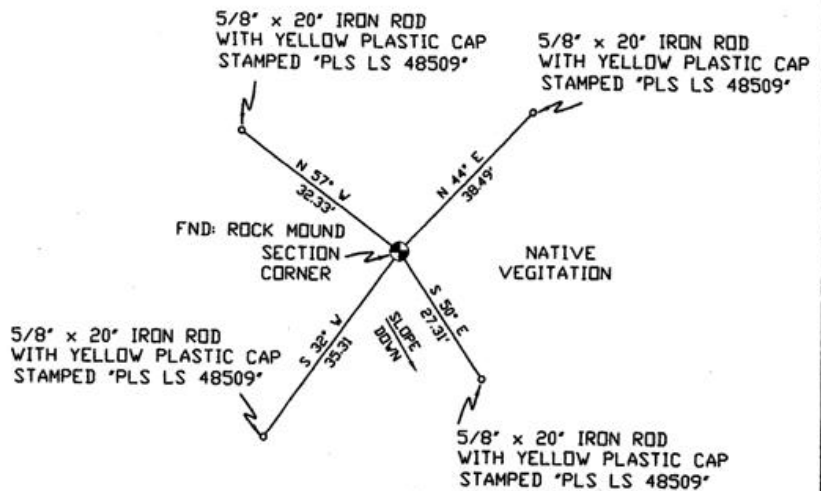 5/8" x 20" IRON ROD
WITH YELLOW PLASTIC CAP
STAMPED "PLS LS 48509"
5/8" x 20" IRON ROD
WITH YELLOW PLASTIC CAP
STAMPED "PLS LS 48509"
N 57° W
32.33'
N 44° E
38.49'
FND: ROCK MOUND
SECTION
CORNER
NATIVE
VEGITATION
S 32° W
35.31
SLOPE
DOWN
S 50° E
27.31'
5/8" x 20" IRON ROD
WITH YELLOW PLASTIC CAP
STAMPED "PLS LS 48509"
5/8" x 20" IRON ROD
WITH YELLOW PLASTIC CAP
STAMPED "PLS LS 48509"